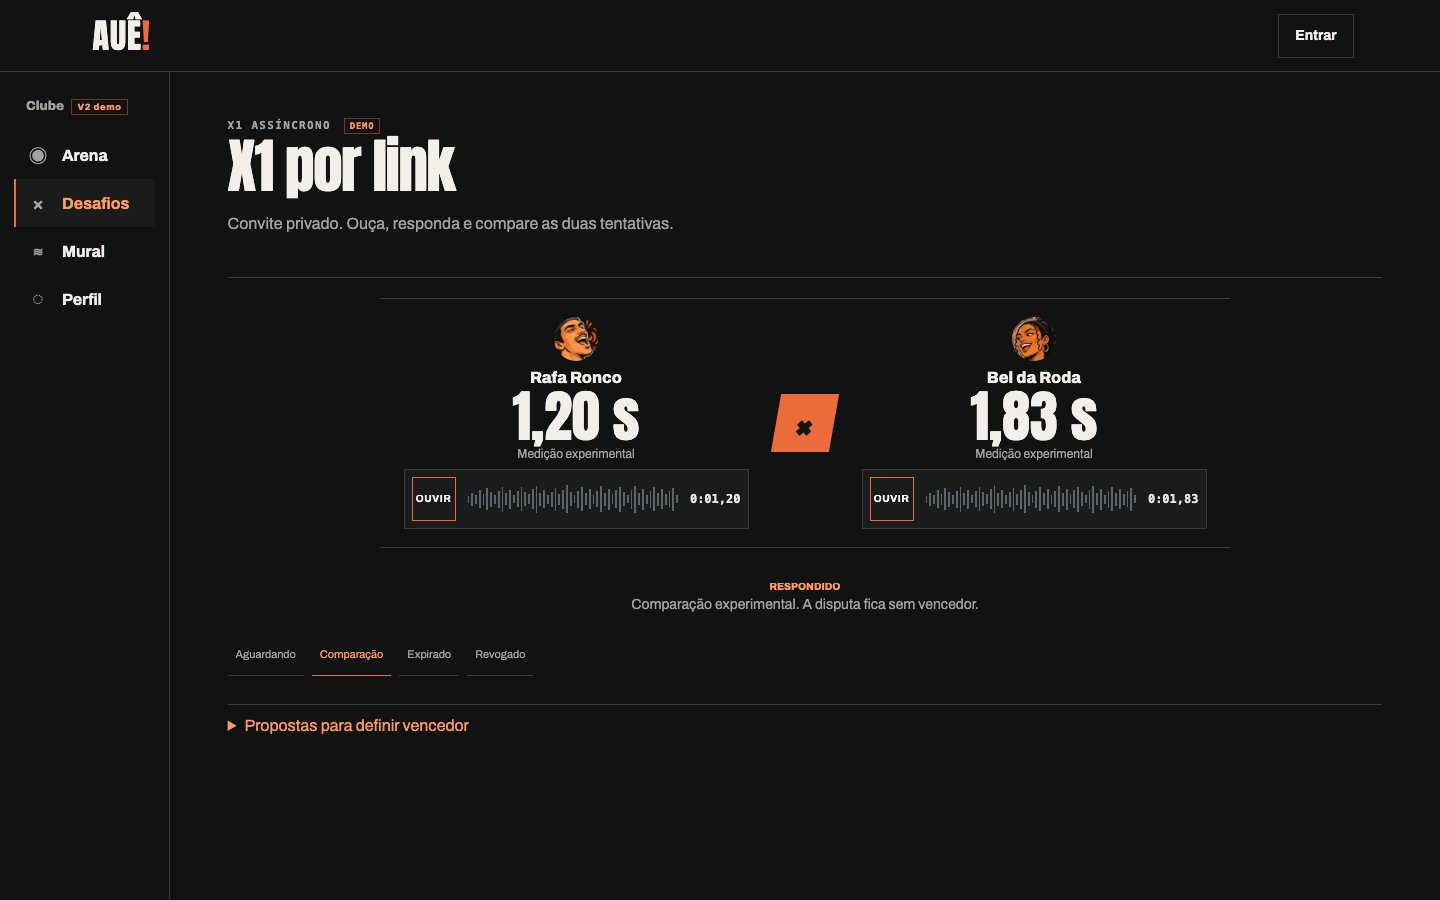 AUÊ!
Entrar
Clube
V2 demo
Arena
Desafios
Mural
Perfil
X1 ASSÍNCRONO
DEMO
X1 por link
Convite privado. Ouça, responda e compare as duas tentativas.
Rafa Ronco
1,20 s
Medição experimental
OUVIR
0:01,20
Bel da Roda
1,83 s
Medição experimental
OUVIR
0:01,83
RESPONDIDO
Comparação experimental. A disputa fica sem vencedor.
Aguardando
Comparação
Expirado
Revogado
Propostas para definir vencedor